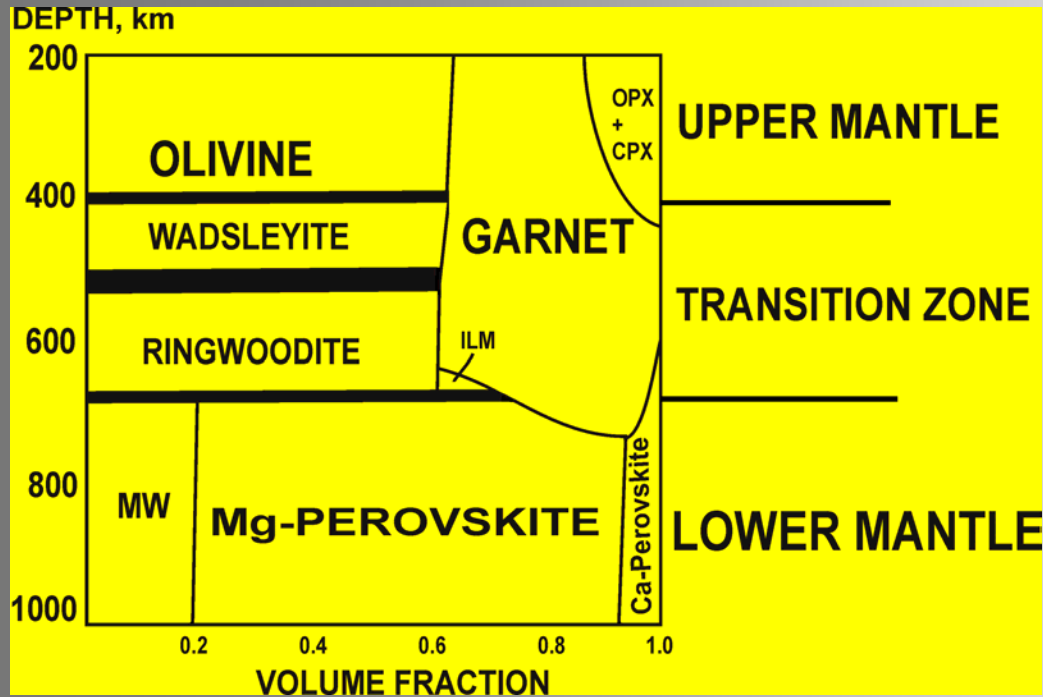 DEPTH, km
200
OPX
+
CPX
UPPER MANTLE
OLIVINE
400
WADSLEYITE
GARNET
TRANSITION ZONE
600
RINGWOODITE
ILM
800
MW
Mg-PEROVSKITE
Ca-Perovskite
LOWER MANTLE
1000
0.2 0.4 0.6 0.8 1.0
VOLUME FRACTION